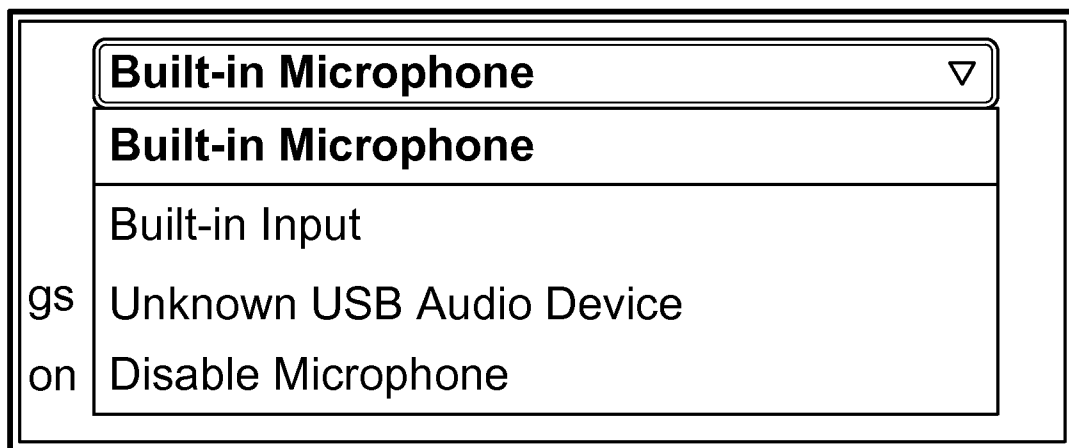 Built-in Microphone
Built-in Microphone
Built-in Input
gs Unknown USB Audio Device
on Disable Microphone